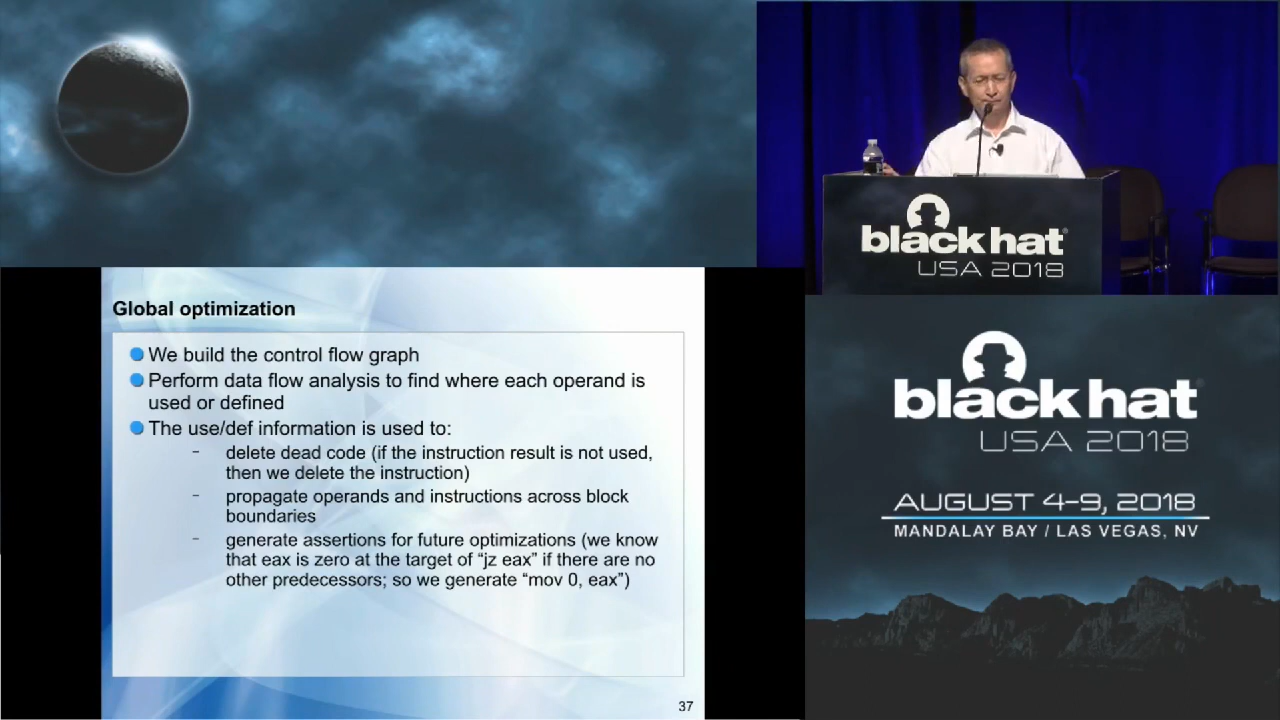 black hat
USA 2018
Global optimization
We build the control flow graph
Perform data flow analysis to find where each operand is
used or defined
The use/def information is used to:
- delete dead code (if the instruction result is not used,
then we delete the instruction)
- propagate operands and instructions across block
boundaries
- generate assertions for future optimizations (we know
that eax is zero at the target of “jz eax” if there are no
other predecessors; so we generate “mov 0, eax”)
37
black hat
USA 2018
AUGUST 4–9, 2018
MANDALAY BAY / LAS VEGAS, NV